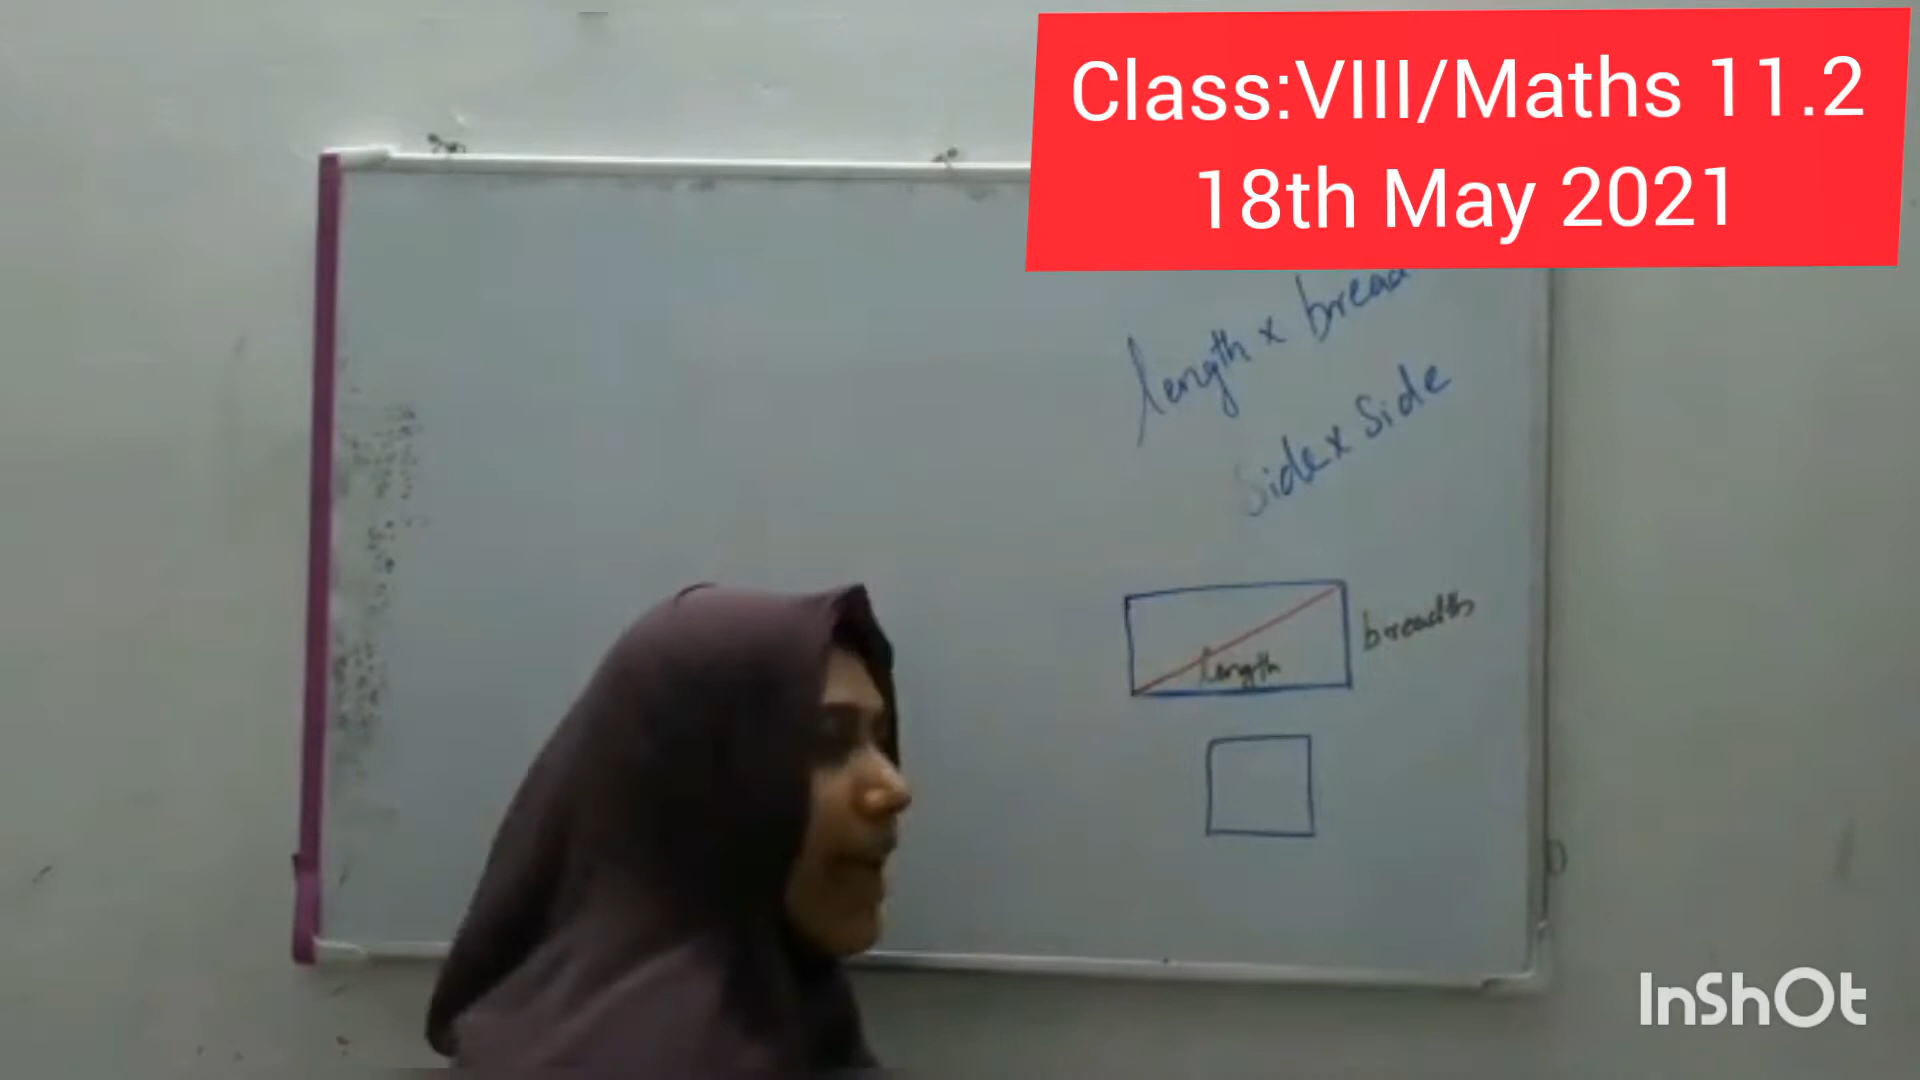 Class:VIII/Maths 11.2
18th May 2021
length x bread
Side x Side
breadth
length
InShOt